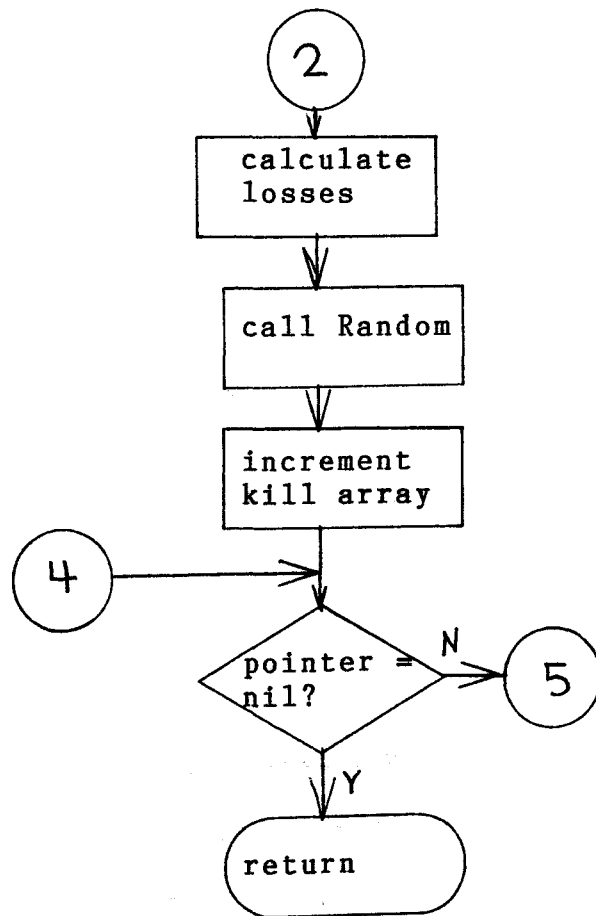 2
calculate
losses
call Random
increment
kill array
4
pointer =
nil?
N
5
Y
return